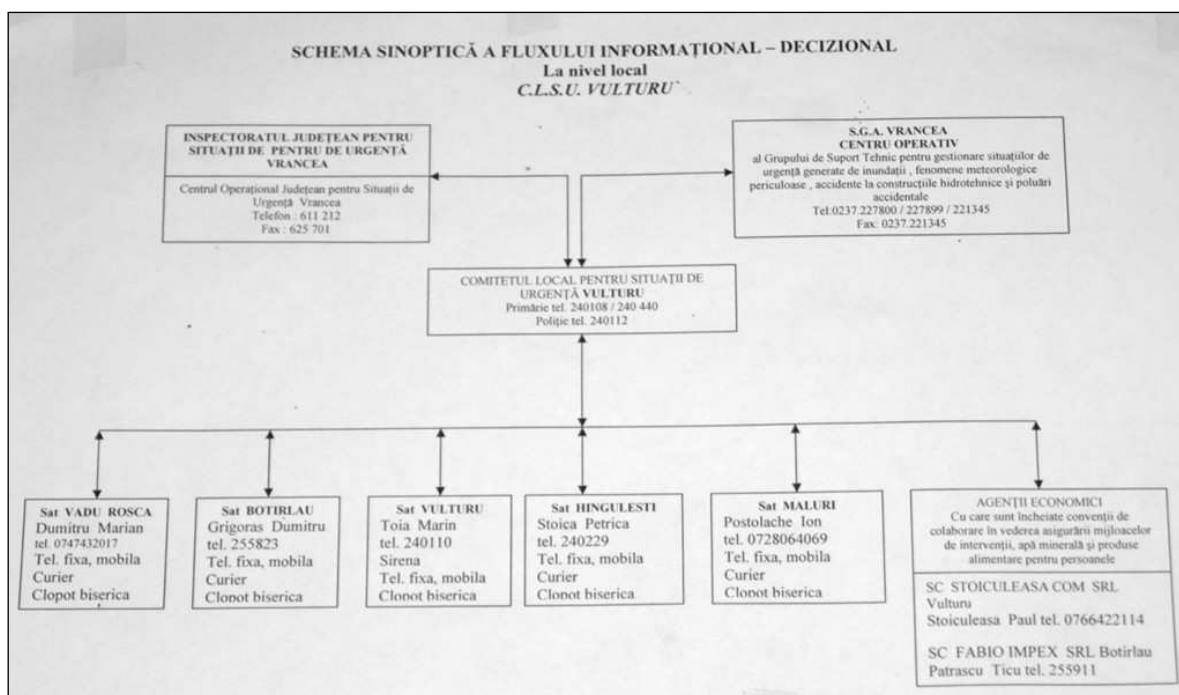 SCHEMA SINOPTICĂ A FLUXULUI INFORMAȚIONAL – DECIZIONAL
La nivel local
C.L.S.U. VULTURU
INSPECTORATUL JUDEȚEAN PENTRU
SITUAȚII DE PENTRU DE URGENȚĂ
VRANCEA
Centrul Operațional Județean pentru Situații de
Urgență Vrancea
Telefon : 611 212
Fax : 625 701
S.G.A. VRANCEA
CENTRU OPERATIV
al Grupului de Suport Tehnic pentru gestionare situațiilor de
urgență generate de inundații , fenomene meteorologice
periculoase , accidente la construcțiile hidrotehnice și poluări
accidentale
Tel:0237.227800 / 227899 / 221345
Fax: 0237.221345
COMITETUL LOCAL PENTRU SITUAȚII DE
URGENȚĂ VULTURU
Primărie tel. 240108 / 240 440
Poliție tel. 240112
Sat VADU ROSCA
Dumitru Marian
tel. 0747432017
Tel. fixa, mobila
Curier
Clopot biserica
Sat BOTIRLAU
Grigoras Dumitru
tel. 255823
Tel. fixa, mobila
Curier
Clopot biserica
Sat VULTURU
Toia Marin
tel. 240110
Sirena
Tel. fixa, mobila
Clopot biserica
Sat HINGULESTI
Stoica Petrica
tel. 240229
Tel. fixa, mobila
Curier
Clopot biserica
Sat MALURI
Postolache Ion
tel. 0728064069
Tel. fixa, mobila
Curier
Clopot biserica
AGENȚII ECONOMICI
Cu care sunt încheiate convenții de
colaborare în vederea asigurării mijloacelor
de intervenții, apă minerală și produse
alimentare pentru persoanele
SC STOICULEASA COM SRL
Vulturu
Stoiculeasa Paul tel. 0766422114
SC FABIO IMPEX SRL Botirlau
Patrascu Ticu tel. 255911